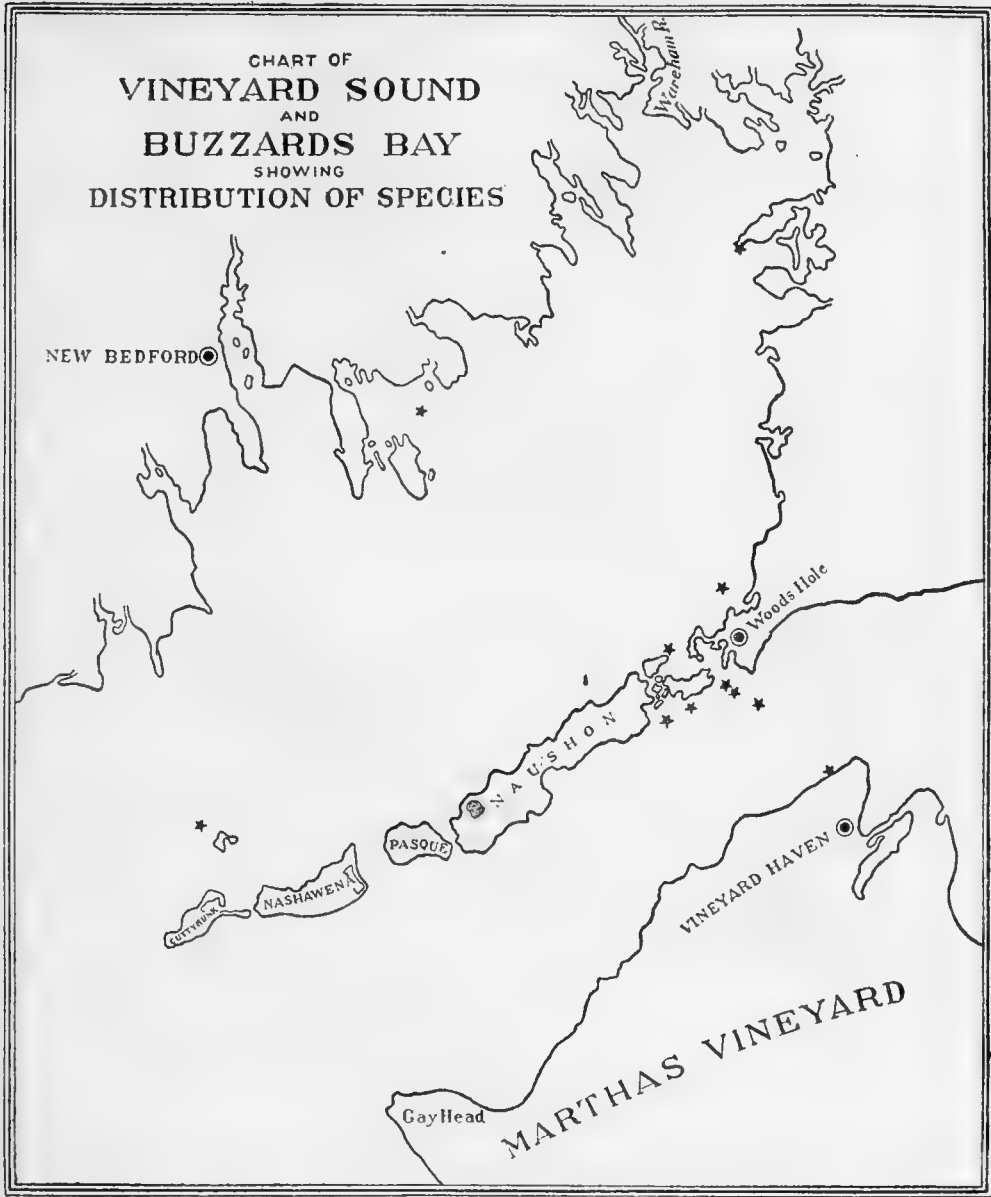 CHART OF
VINEYARD SOUND
AND
BUZZARDS BAY
SHOWING
DISTRIBUTION OF SPECIES
Wareham R.
NEW BEDFORD
Woods Hole
NAUSHON
PASQUE
NASHAWENA
CUTTYHUNK
VINEYARD HAVEN
MARTHAS VINEYARD
Gay Head